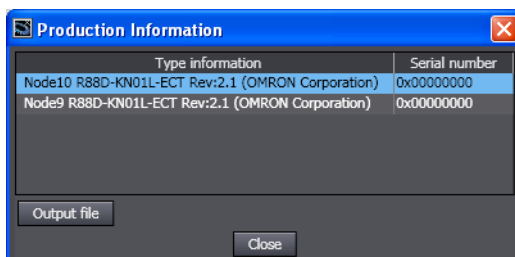 Production Information
Type information Serial number
Node10 R88D-KN01L-ECT Rev:2.1 (OMRON Corporation) 0x00000000
Node9 R88D-KN01L-ECT Rev:2.1 (OMRON Corporation) 0x00000000
Output file
Close